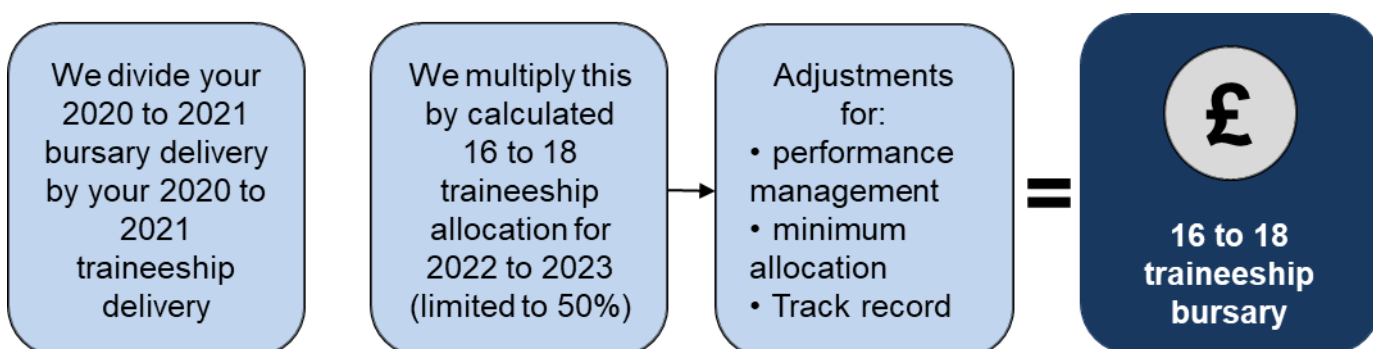 We divide your
2020 to 2021
bursary delivery
by your 2020 to
2021
traineeship
delivery
We multiply this
by calculated
16 to 18
traineeship
allocation for
2022 to 2023
(limited to 50%)
Adjustments
for:
• performance
management
• minimum
allocation
• Track record
=
£
16 to 18
traineeship
bursary